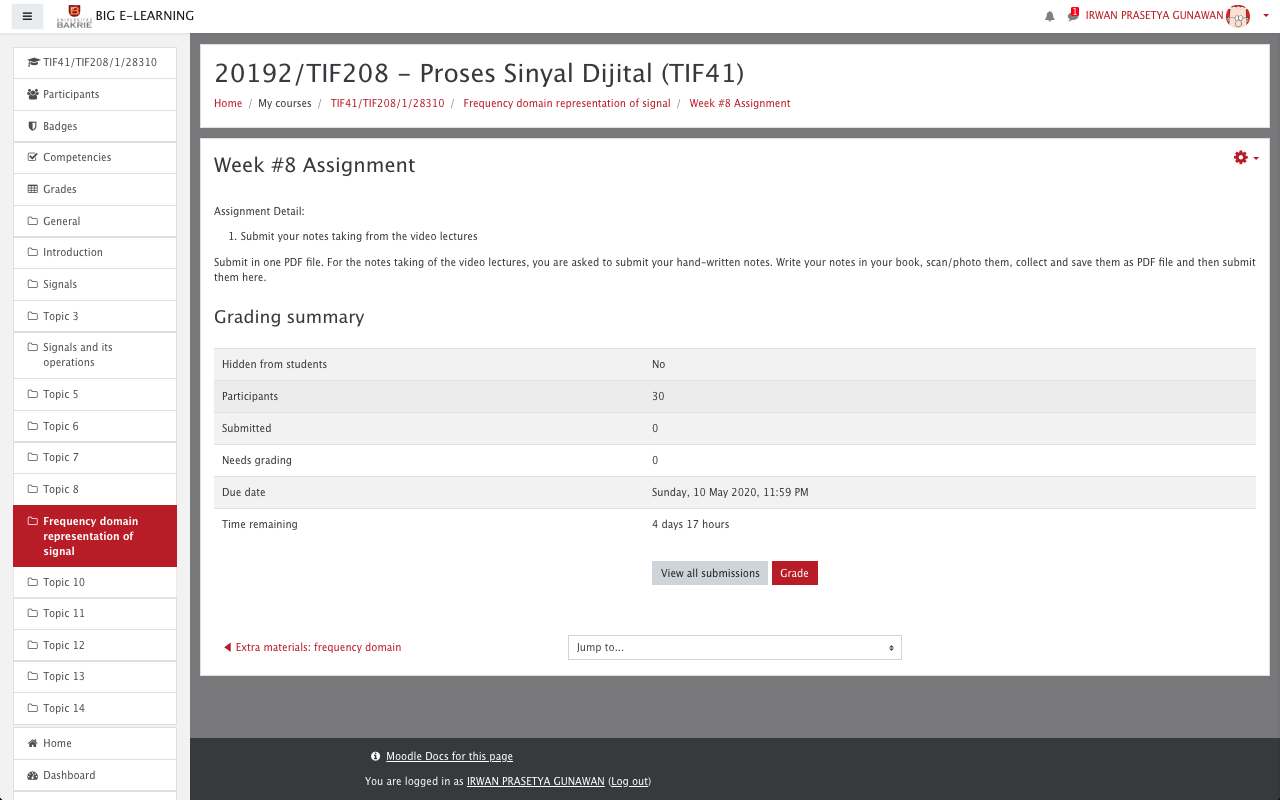 UNIVERSITAS
BAKRIE
BIG E-LEARNING
1
IRWAN PRASETYA GUNAWAN
TIF41/TIF208/1/28310
Participants
Badges
Competencies
Grades
General
Introduction
Signals
Topic 3
Signals and its
operations
Topic 5
Topic 6
Topic 7
Topic 8
Frequency domain
representation of
signal
Topic 10
Topic 11
Topic 12
Topic 13
Topic 14
Home
Dashboard
20192/TIF208 - Proses Sinyal Dijital (TIF41)
Home / My courses / TIF41/TIF208/1/28310 / Frequency domain representation of signal / Week #8 Assignment
Week #8 Assignment
Assignment Detail:
1. Submit your notes taking from the video lectures
Submit in one PDF file. For the notes taking of the video lectures, you are asked to submit your hand-written notes. Write your notes in your book, scan/photo them, collect and save them as PDF file and then submit
them here.
Grading summary
Hidden from students No
Participants 30
Submitted 0
Needs grading 0
Due date Sunday, 10 May 2020, 11:59 PM
Time remaining 4 days 17 hours
View all submissions Grade
◀ Extra materials: frequency domain Jump to...
Moodle Docs for this page
You are logged in as IRWAN PRASETYA GUNAWAN (Log out)